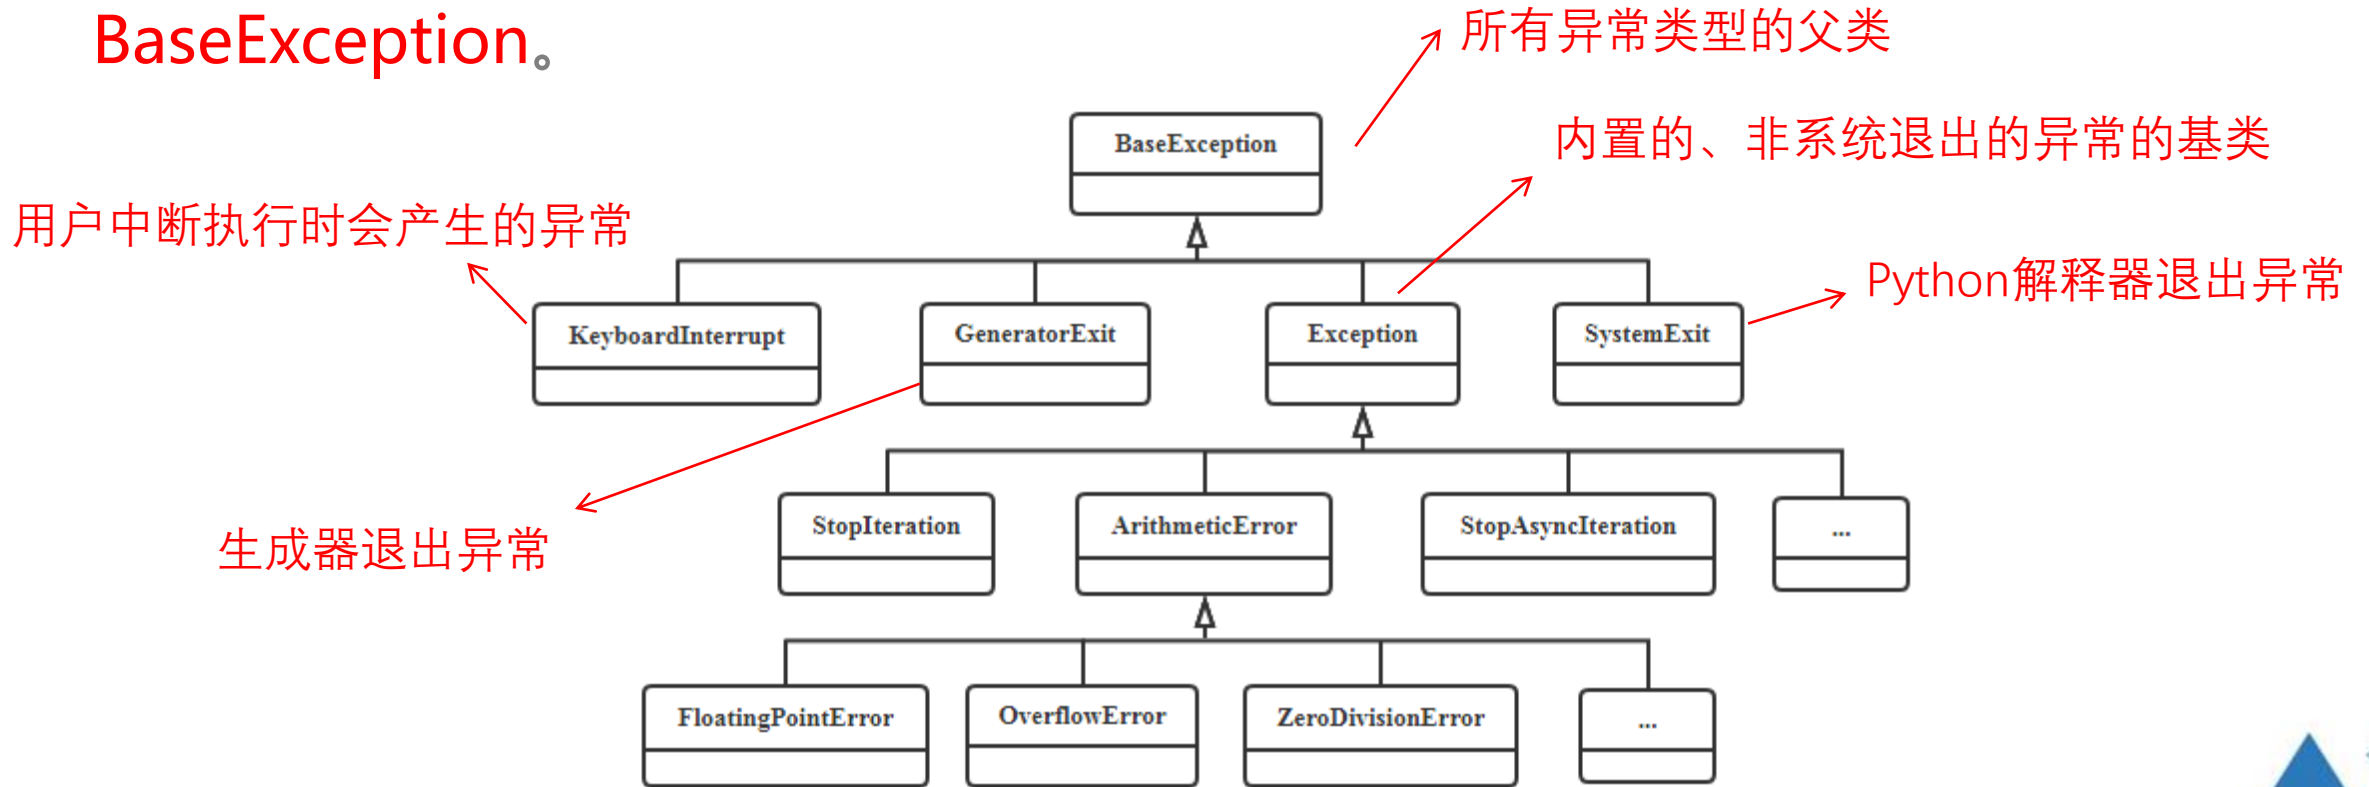 BaseException。
所有异常类型的父类
BaseException
内置的、非系统退出的异常的基类
用户中断执行时会产生的异常
Python解释器退出异常
KeyboardInterrupt
GeneratorExit
Exception
SystemExit
生成器退出异常
StopIteration
ArithmeticError
StopAsyncIteration
...
FloatingPointError
OverflowError
ZeroDivisionError
...